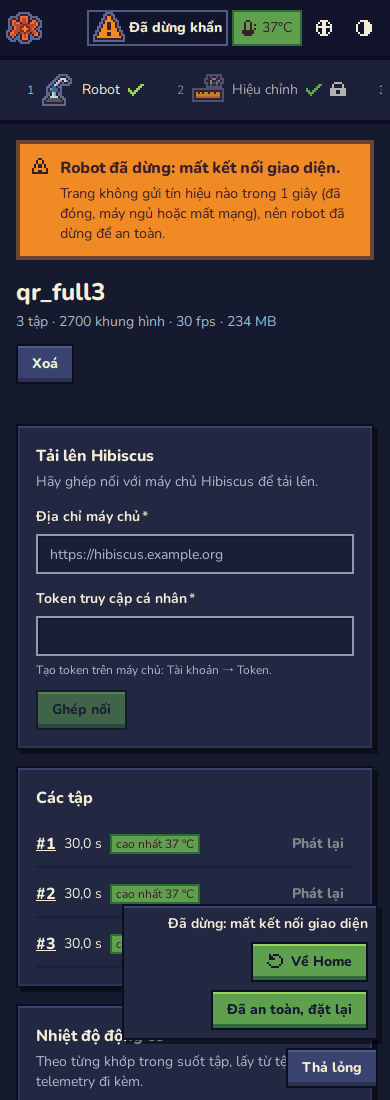 Đã dừng khẩn
37°C
1 Robot
2 Hiệu chỉnh
Robot đã dừng: mất kết nối giao diện.
Trang không gửi tín hiệu nào trong 1 giây (đã
đóng, máy ngủ hoặc mất mạng), nên robot đã
dừng để an toàn.
qr_full3
3 tập · 2700 khung hình · 30 fps · 234 MB
Xoá
Tải lên Hibiscus
Hãy ghép nối với máy chủ Hibiscus để tải lên.
Địa chỉ máy chủ*
https://hibiscus.example.org
Token truy cập cá nhân*
Tạo token trên máy chủ: Tài khoản → Token.
Ghép nối
Các tập
#1 30,0 s cao nhất 37 °C Phát lại
#2 30,0 s cao nhất 37 °C Phát lại
#3 30,0 s
Đã dừng: mất kết nối giao diện
Về Home
Đã an toàn, đặt lại
Nhiệt độ
Theo từng khớp trong suốt tập, lấy từ
telemetry đi kèm.
Thả lỏng